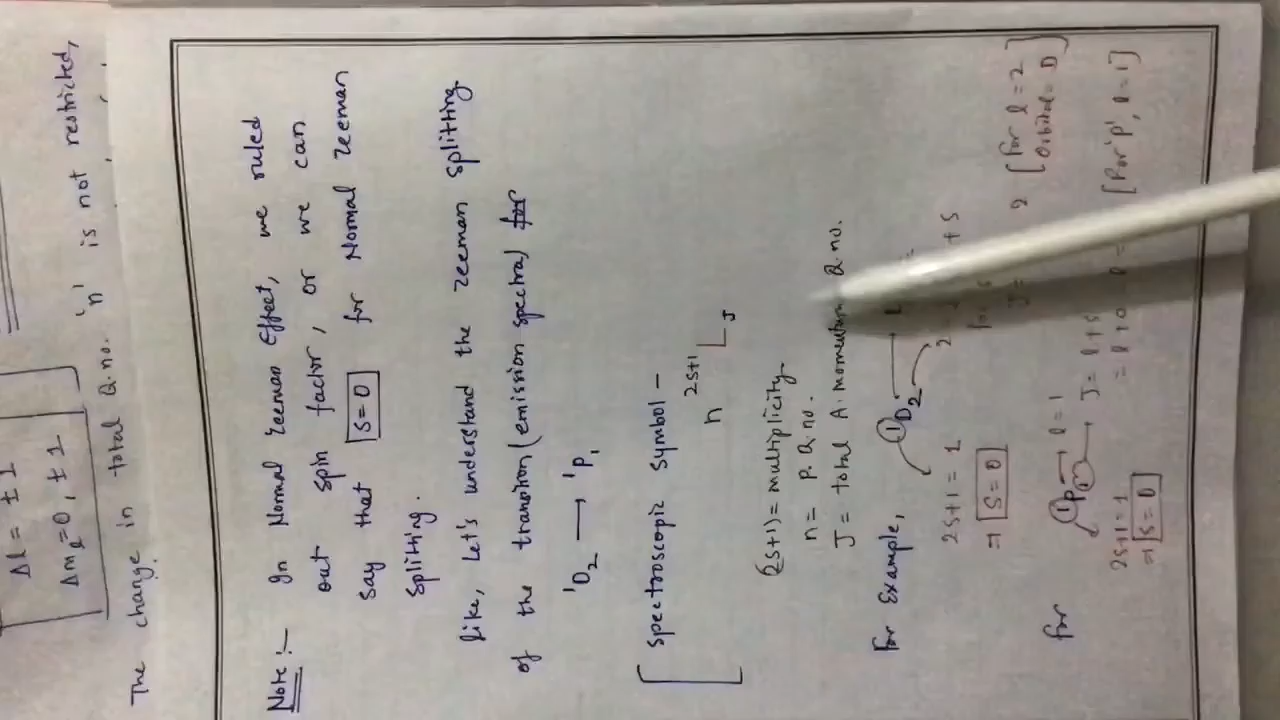 Δl = ± 1
Δm_l = 0, ± 1
The change in total Q.no. 'n' is not restricted,
Note :- In Normal Zeeman Effect, we ruled
out spin factor, or we can
say that S=0 for Normal Zeeman
splitting.
like, Let's understand the zeeman splitting
of the transition (emission spectra) for
¹D₂ → ¹P₁
[ Spectroscopic Symbol -
n ²ˢ⁺¹ L_J
(2s+1) = multiplicity
n = P. Q. no.
J = total A. momentum Q. no.
for Example, ¹D₂
2s+1 = 1
⇒ S=0
2 [for l = 2
orbital = D]
for ¹P₁ → l = 1
J = l + s
= l + 0
[for 'P', l = 1]
2s+1 = 1
⇒ S=0